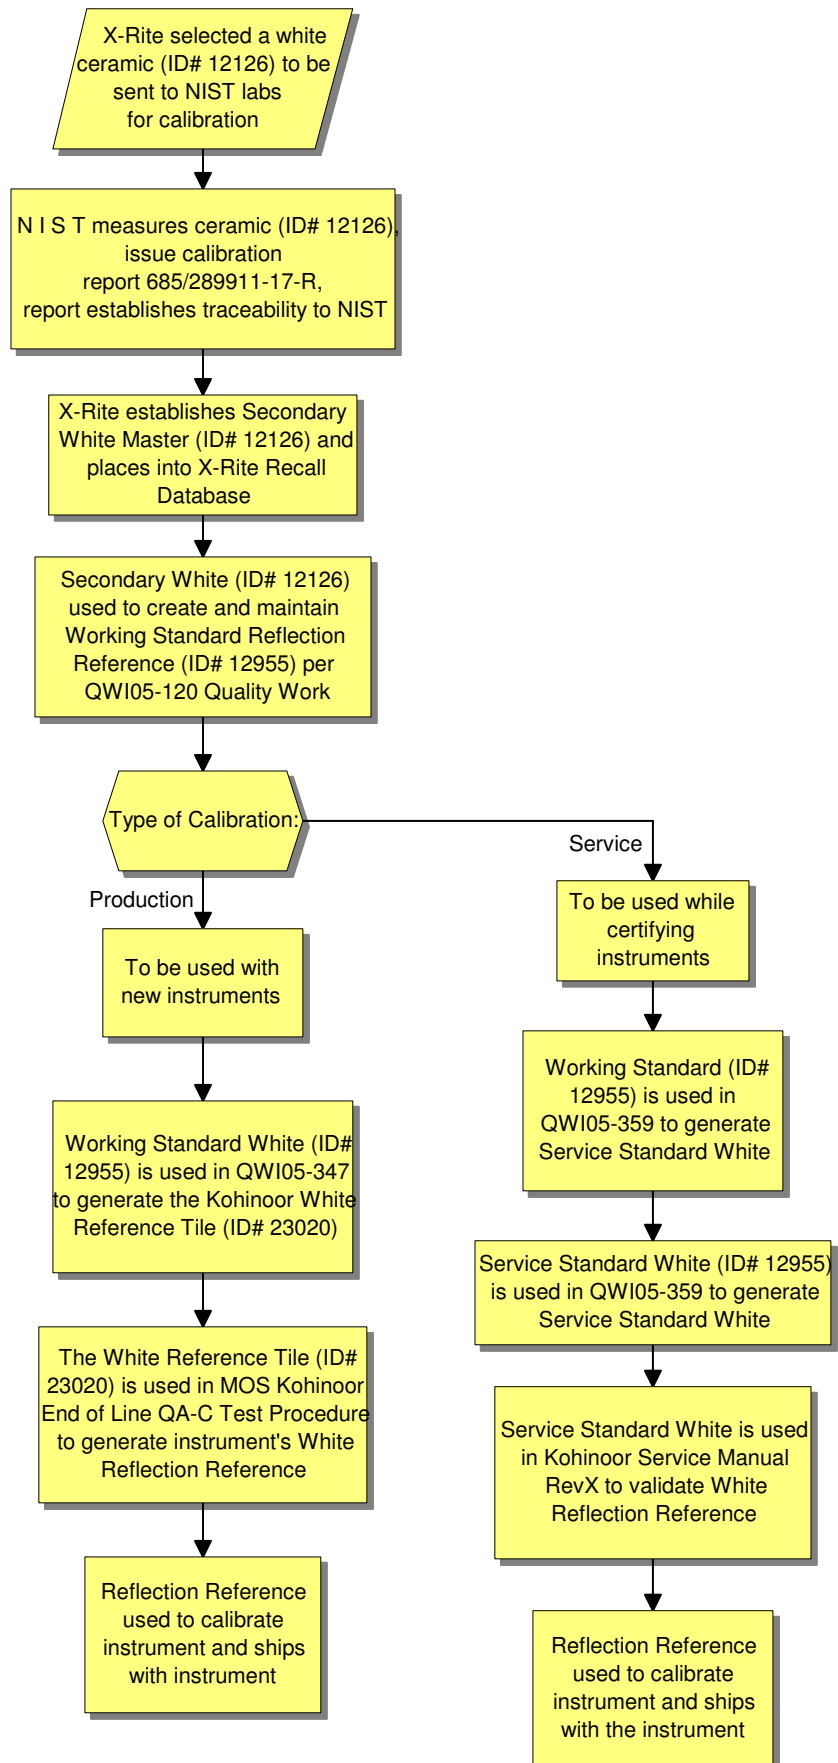 X-Rite selected a white
ceramic (ID# 12126) to be
sent to NIST labs
for calibration
N I S T measures ceramic (ID# 12126),
issue calibration
report 685/289911-17-R,
report establishes traceability to NIST
X-Rite establishes Secondary
White Master (ID# 12126) and
places into X-Rite Recall
Database
Secondary White (ID# 12126)
used to create and maintain
Working Standard Reflection
Reference (ID# 12955) per
QWI05-120 Quality Work
Type of Calibration:
Production
To be used with
new instruments
Working Standard White (ID#
12955) is used in QWI05-347
to generate the Kohinoor White
Reference Tile (ID# 23020)
The White Reference Tile (ID#
23020) is used in MOS Kohinoor
End of Line QA-C Test Procedure
to generate instrument's White
Reflection Reference
Reflection Reference
used to calibrate
instrument and ships
with instrument
Service
To be used while
certifying
instruments
Working Standard (ID#
12955) is used in
QWI05-359 to generate
Service Standard White
Service Standard White (ID# 12955)
is used in QWI05-359 to generate
Service Standard White
Service Standard White is used
in Kohinoor Service Manual
RevX to validate White
Reflection Reference
Reflection Reference
used to calibrate
instrument and ships
with the instrument